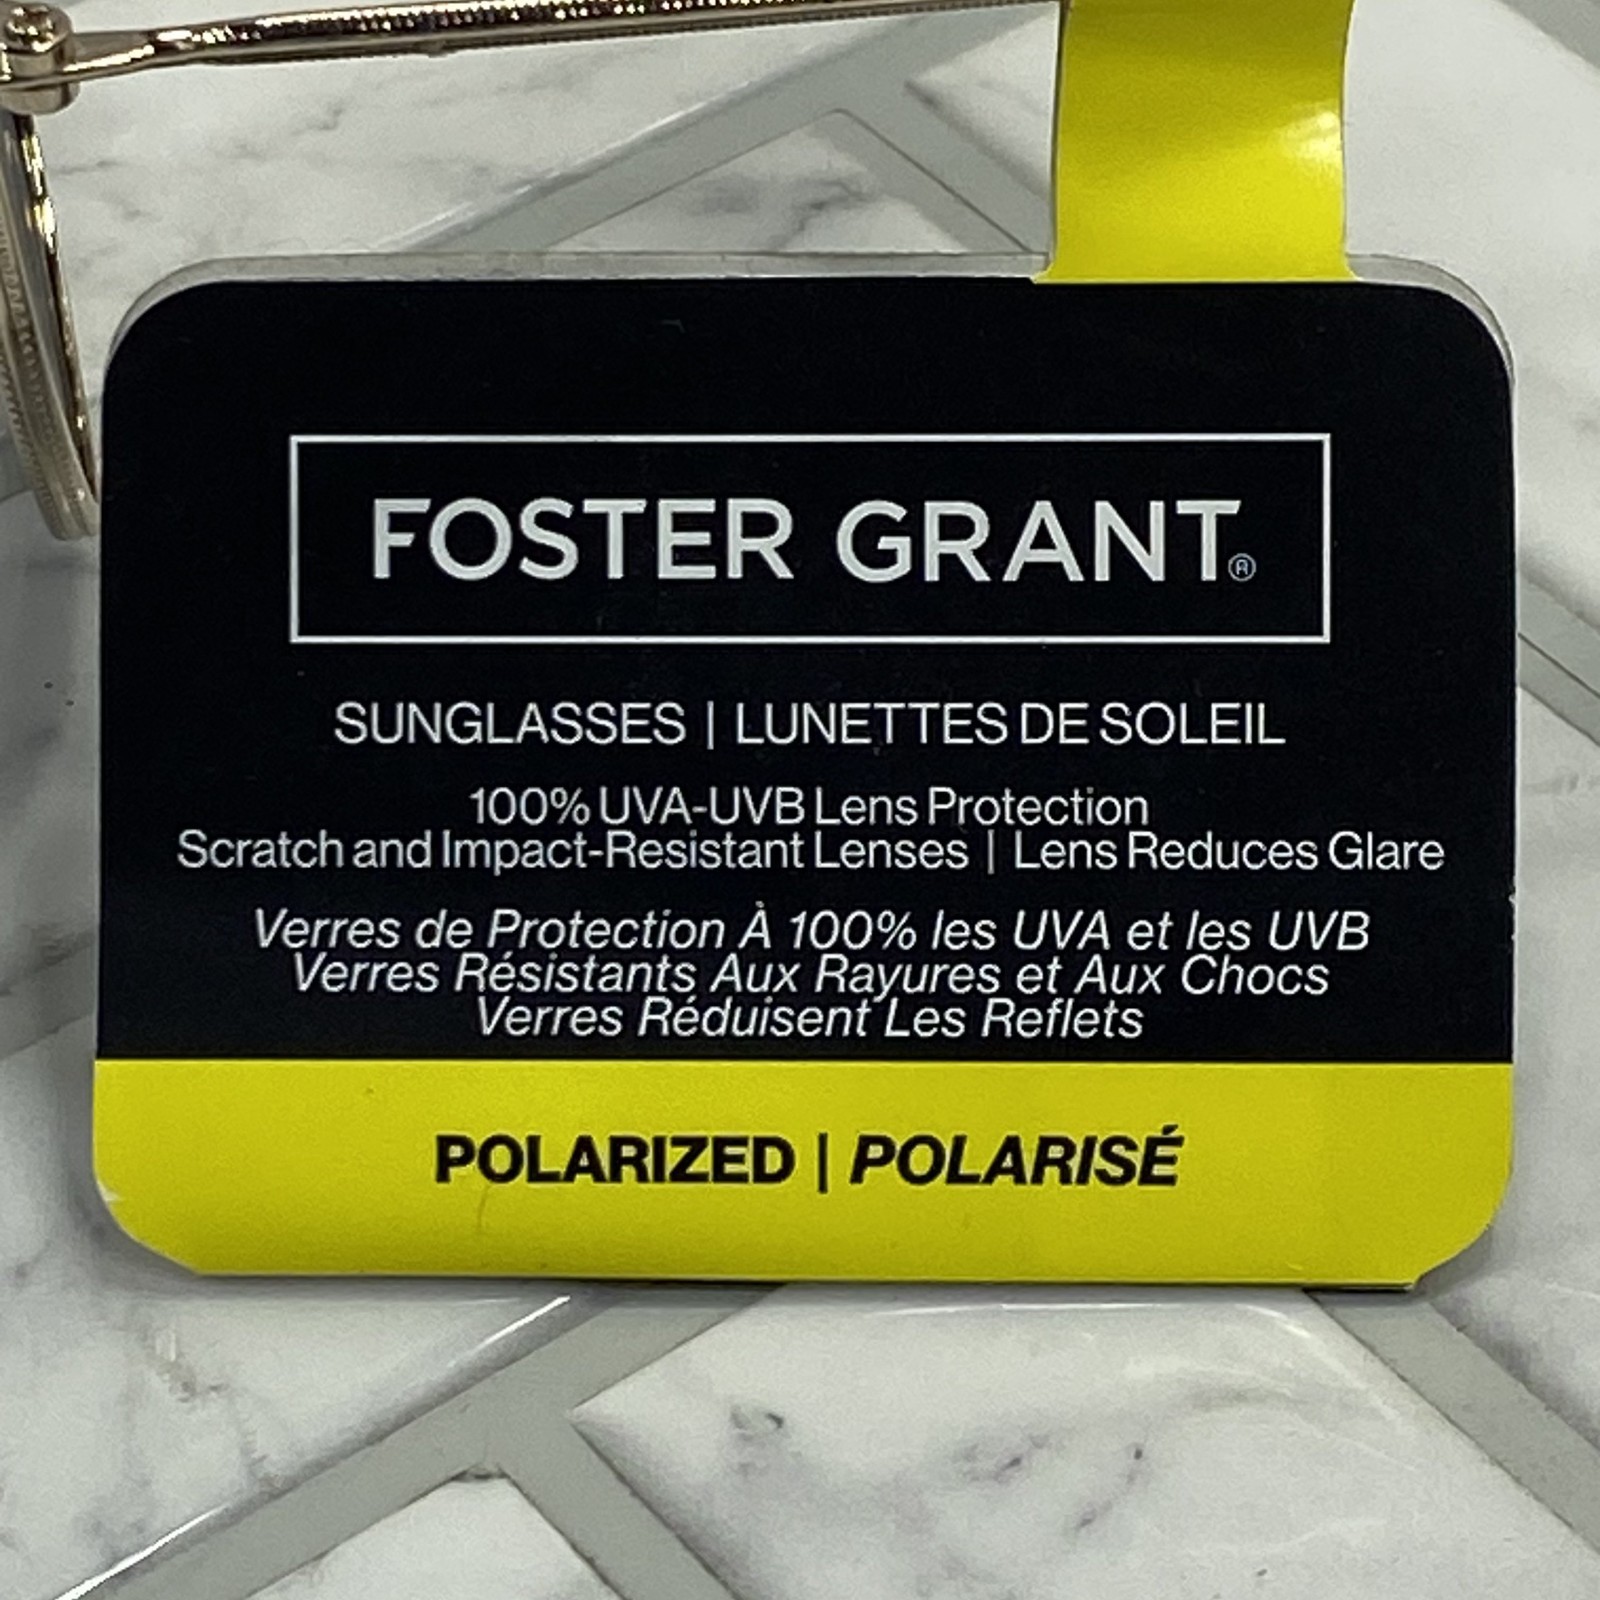 FOSTER GRANT®
SUNGLASSES | LUNETTES DE SOLEIL
100% UVA-UVB Lens Protection
Scratch and Impact-Resistant Lenses | Lens Reduces Glare
Verres de Protection À 100% les UVA et les UVB
Verres Résistants Aux Rayures et Aux Chocs
Verres Réduisent Les Reflets
POLARIZED | POLARISÉ